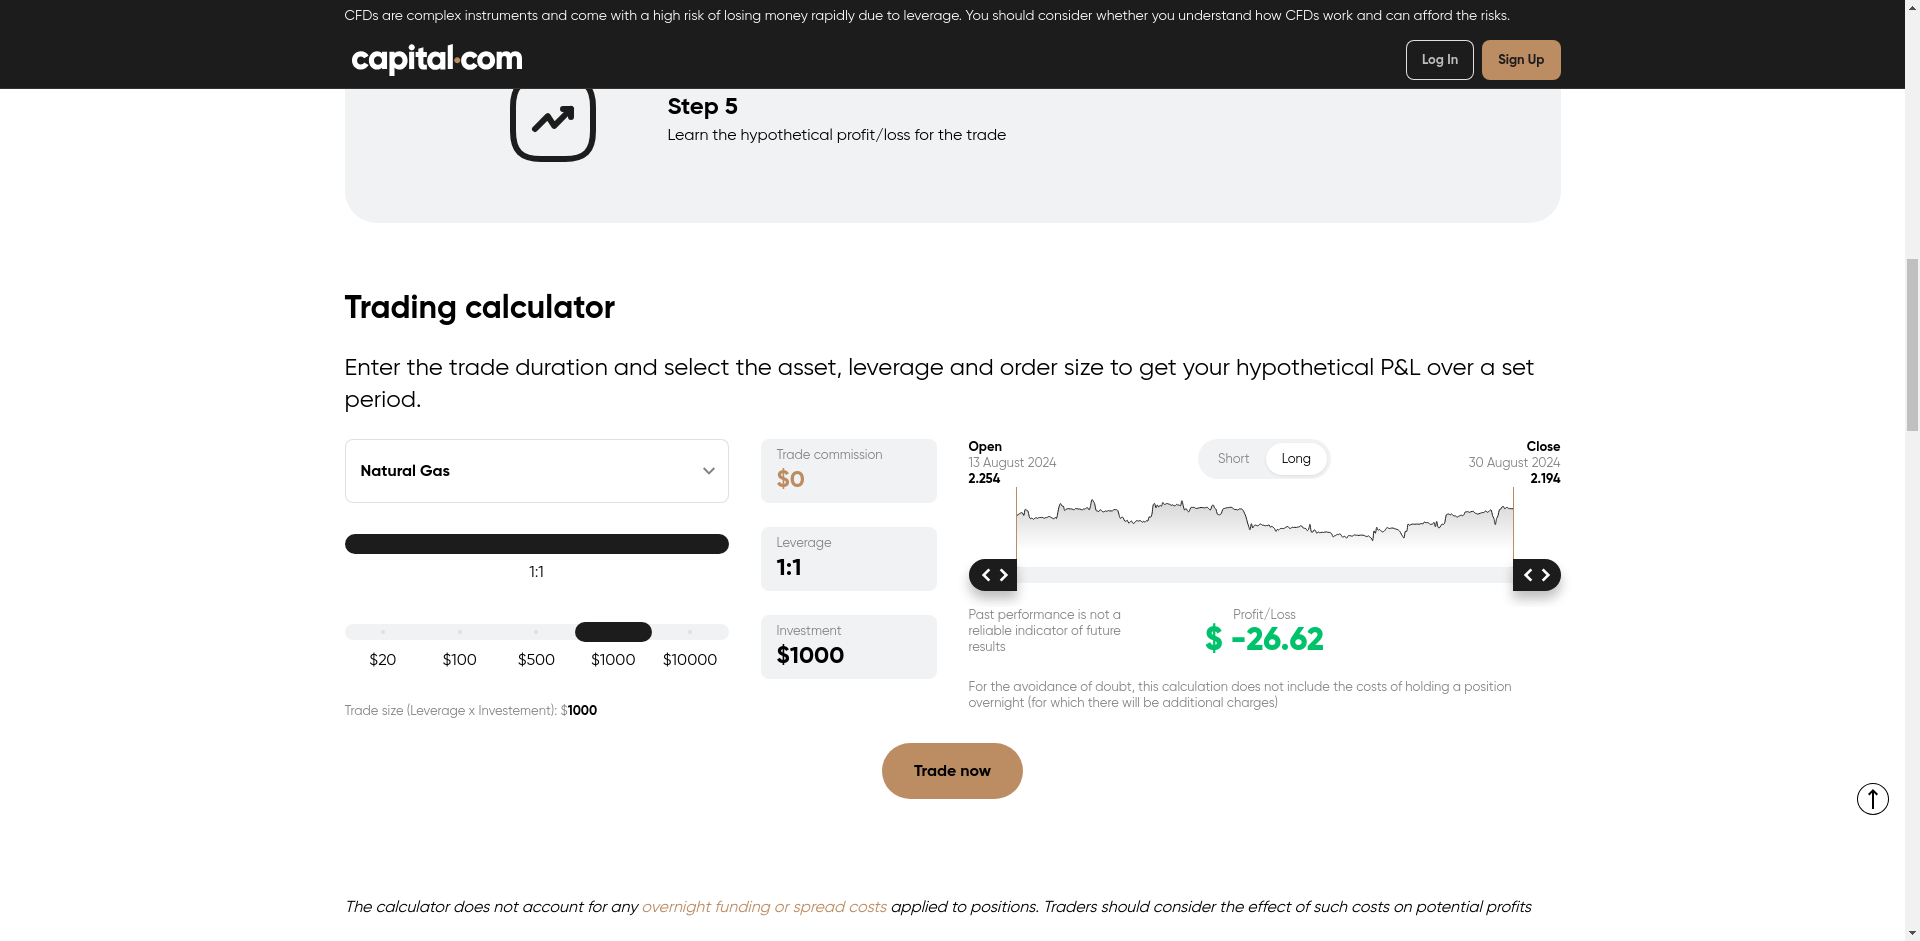 CFDs are complex instruments and come with a high risk of losing money rapidly due to leverage. You should consider whether you understand how CFDs work and can afford the risks.
capital.com
Log In
Sign Up
Step 5
Learn the hypothetical profit/loss for the trade
Trading calculator
Enter the trade duration and select the asset, leverage and order size to get your hypothetical P&L over a set
period.
Natural Gas
1:1
$20
$100
$500
$1000
$10000
Trade size (Leverage x Investement): $1000
Trade commission
$0
Leverage
1:1
Investment
$1000
Open
13 August 2024
2.254
Short
Long
Close
30 August 2024
2.194
Past performance is not a
reliable indicator of future
results
Profit/Loss
$ -26.62
For the avoidance of doubt, this calculation does not include the costs of holding a position
overnight (for which there will be additional charges)
Trade now
The calculator does not account for any overnight funding or spread costs applied to positions. Traders should consider the effect of such costs on potential profits